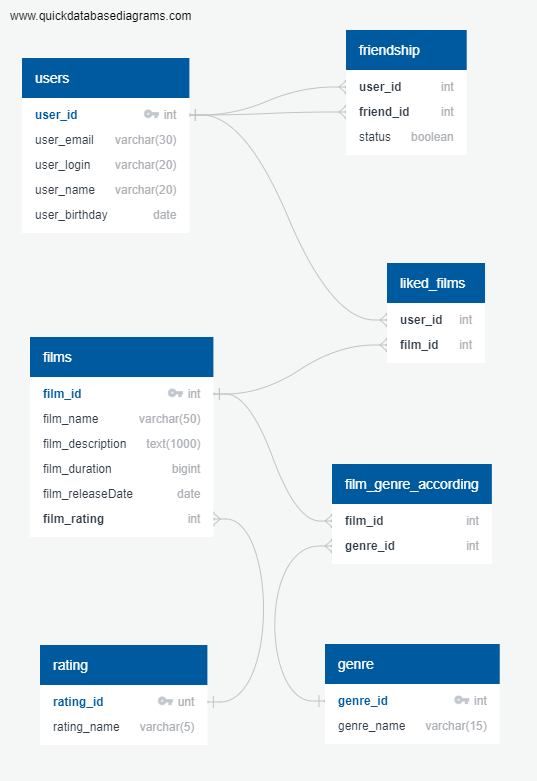 www.quickdatabasediagrams.com
users
user_id int
user_email varchar(30)
user_login varchar(20)
user_name varchar(20)
user_birthday date
friendship
user_id int
friend_id int
status boolean
liked_films
user_id int
film_id int
films
film_id int
film_name varchar(50)
film_description text(1000)
film_duration bigint
film_releaseDate date
film_rating int
film_genre_according
film_id int
genre_id int
rating
rating_id unt
rating_name varchar(5)
genre
genre_id int
genre_name varchar(15)